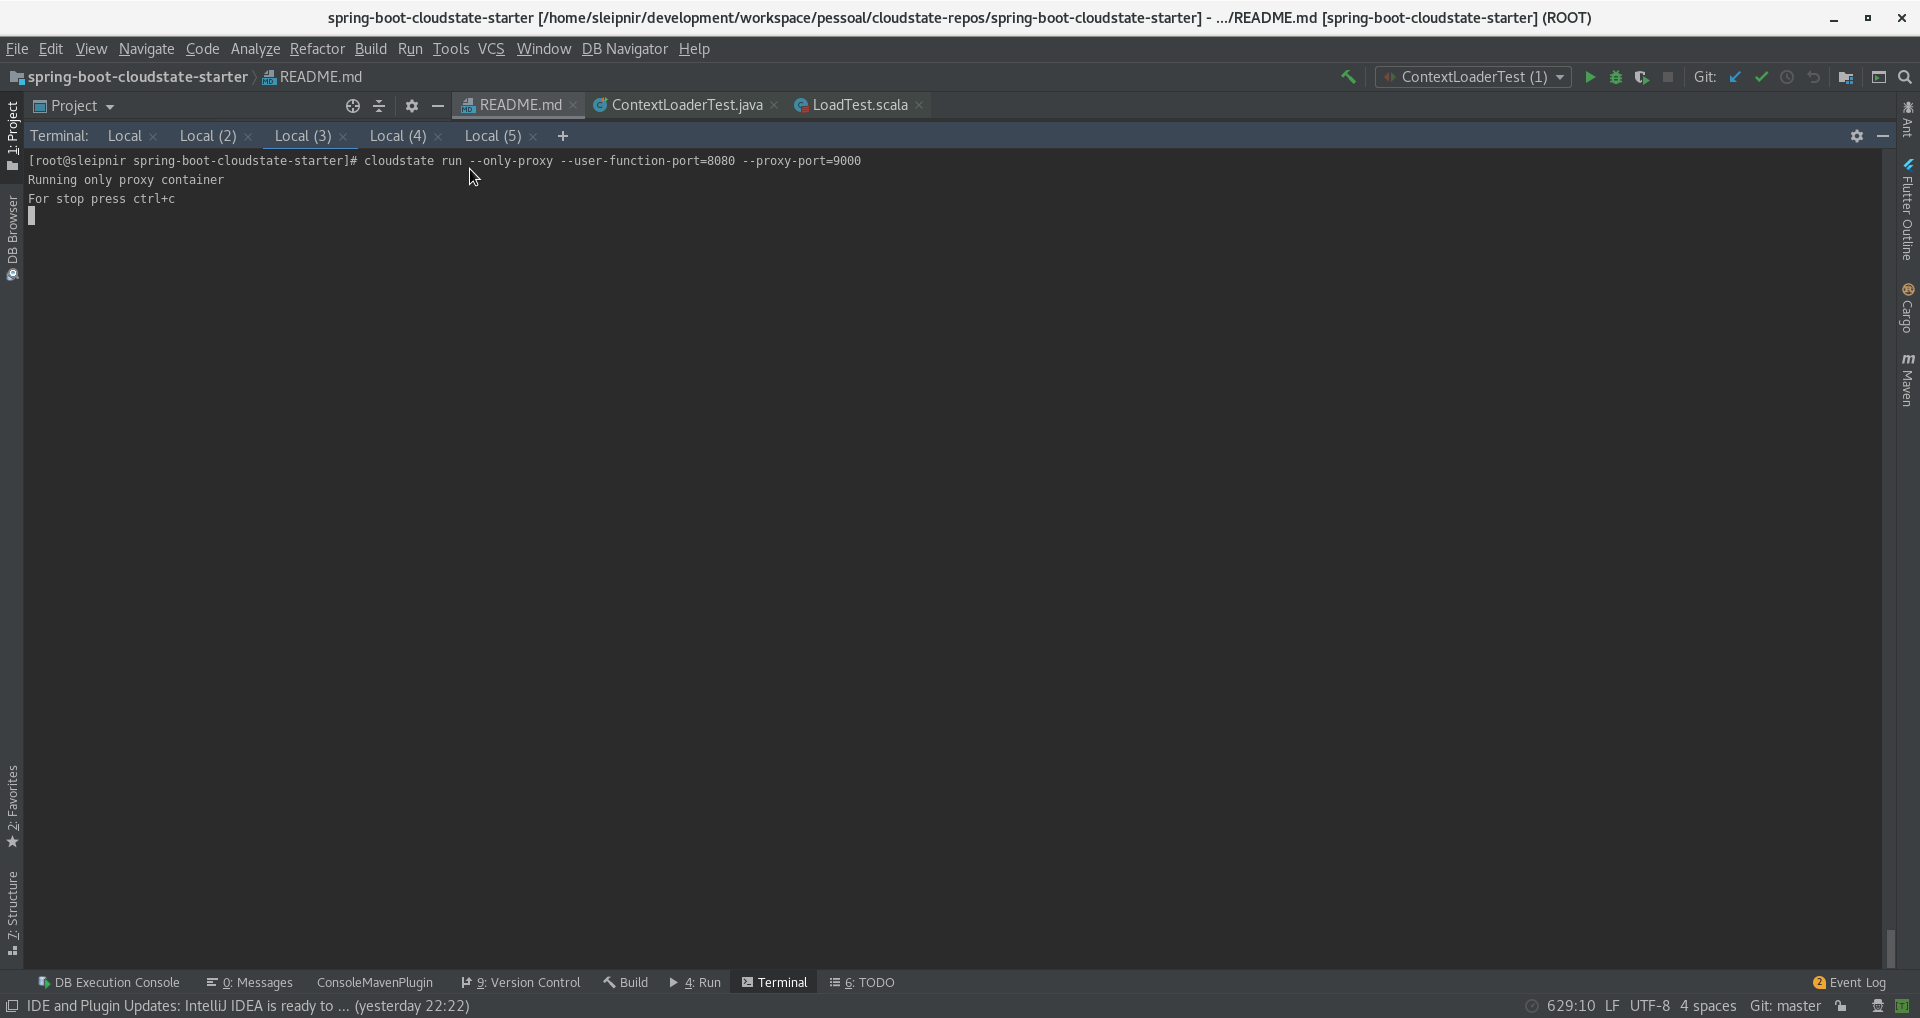 spring-boot-cloudstate-starter [/home/sleipnir/development/workspace/pessoal/cloudstate-repos/spring-boot-cloudstate-starter] - .../README.md [spring-boot-cloudstate-starter] (ROOT)
File Edit View Navigate Code Analyze Refactor Build Run Tools VCS Window DB Navigator Help
spring-boot-cloudstate-starter README.md ContextLoaderTest (1) Git:
Project README.md ContextLoaderTest.java LoadTest.scala
Terminal: Local Local (2) Local (3) Local (4) Local (5) +
[root@sleipnir spring-boot-cloudstate-starter]# cloudstate run --only-proxy --user-function-port=8080 --proxy-port=9000
Running only proxy container
For stop press ctrl+c
1: Project
DB Browser
2: Favorites
7: Structure
Ant
Flutter Outline
Cargo
m Maven
DB Execution Console 0: Messages ConsoleMavenPlugin 9: Version Control Build 4: Run Terminal 6: TODO 2 Event Log
IDE and Plugin Updates: IntelliJ IDEA is ready to ... (yesterday 22:22) 629:10 LF UTF-8 4 spaces Git: master